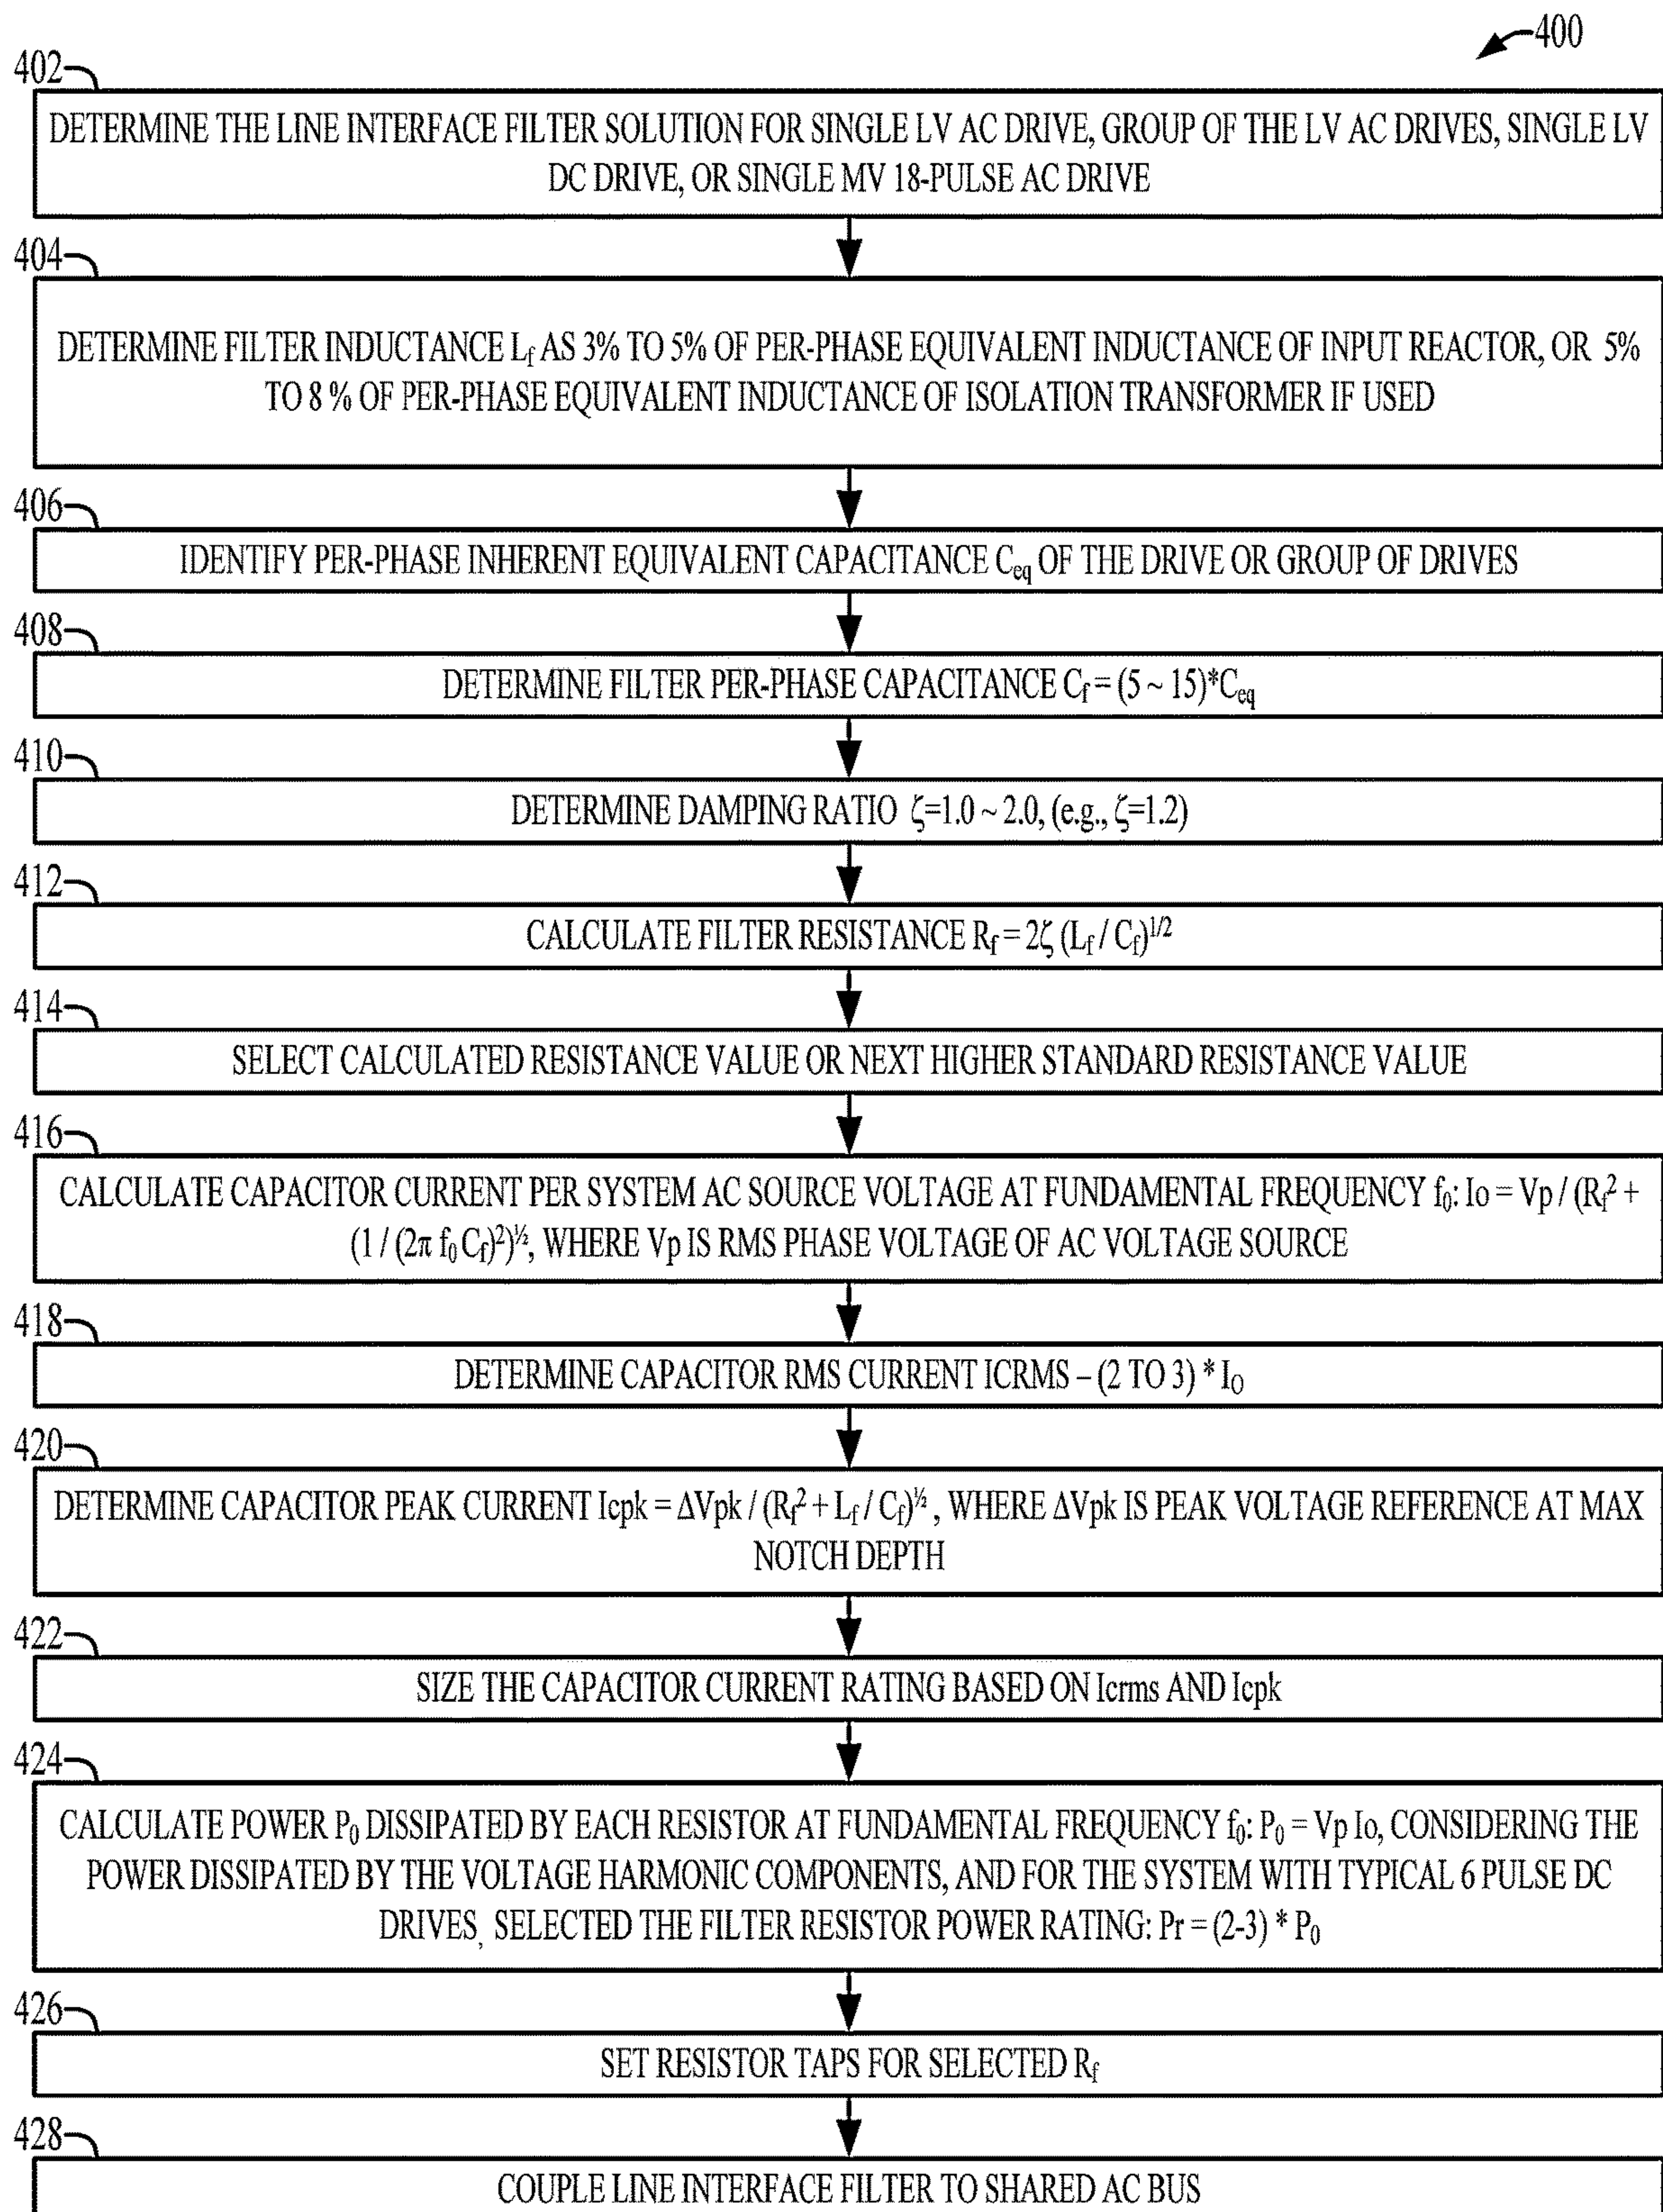 400
402
DETERMINE THE LINE INTERFACE FILTER SOLUTION FOR SINGLE LV AC DRIVE, GROUP OF THE LV AC DRIVES, SINGLE LV
DC DRIVE, OR SINGLE MV 18-PULSE AC DRIVE
404
DETERMINE FILTER INDUCTANCE Lf AS 3% TO 5% OF PER-PHASE EQUIVALENT INDUCTANCE OF INPUT REACTOR, OR 5%
TO 8 % OF PER-PHASE EQUIVALENT INDUCTANCE OF ISOLATION TRANSFORMER IF USED
406
IDENTIFY PER-PHASE INHERENT EQUIVALENT CAPACITANCE Ceq OF THE DRIVE OR GROUP OF DRIVES
408
DETERMINE FILTER PER-PHASE CAPACITANCE Cf = (5 ~ 15)*Ceq
410
DETERMINE DAMPING RATIO ζ=1.0 ~ 2.0, (e.g., ζ=1.2)
412
CALCULATE FILTER RESISTANCE Rf = 2ζ (Lf / Cf)1/2
414
SELECT CALCULATED RESISTANCE VALUE OR NEXT HIGHER STANDARD RESISTANCE VALUE
416
CALCULATE CAPACITOR CURRENT PER SYSTEM AC SOURCE VOLTAGE AT FUNDAMENTAL FREQUENCY f0: Io = Vp / (Rf² +
(1 / (2π f0 Cf)²)½, WHERE Vp IS RMS PHASE VOLTAGE OF AC VOLTAGE SOURCE
418
DETERMINE CAPACITOR RMS CURRENT ICRMS – (2 TO 3) * IO
420
DETERMINE CAPACITOR PEAK CURRENT Icpk = ΔVpk / (Rf² + Lf / Cf)½ , WHERE ΔVpk IS PEAK VOLTAGE REFERENCE AT MAX
NOTCH DEPTH
422
SIZE THE CAPACITOR CURRENT RATING BASED ON Icrms AND Icpk
424
CALCULATE POWER P0 DISSIPATED BY EACH RESISTOR AT FUNDAMENTAL FREQUENCY f0: P0 = Vp Io, CONSIDERING THE
POWER DISSIPATED BY THE VOLTAGE HARMONIC COMPONENTS, AND FOR THE SYSTEM WITH TYPICAL 6 PULSE DC
DRIVES, SELECTED THE FILTER RESISTOR POWER RATING: Pr = (2-3) * P0
426
SET RESISTOR TAPS FOR SELECTED Rf
428
COUPLE LINE INTERFACE FILTER TO SHARED AC BUS